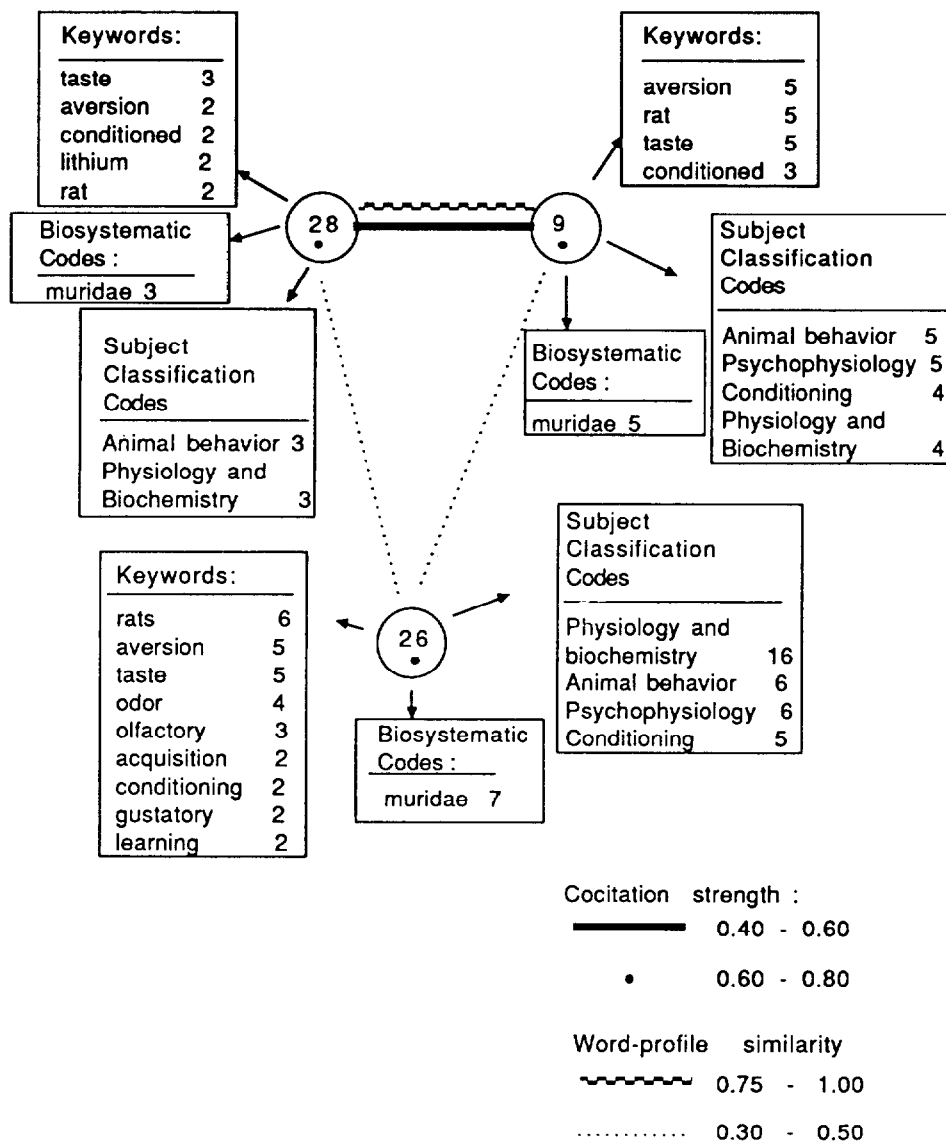 Keywords:
taste 3
aversion 2
conditioned 2
lithium 2
rat 2
Keywords:
aversion 5
rat 5
taste 5
conditioned 3
28
9
Biosystematic
Codes :
muridae 3
Subject
Classification
Codes
Animal behavior 3
Physiology and
Biochemistry 3
Biosystematic
Codes :
muridae 5
Subject
Classification
Codes
Animal behavior 5
Psychophysiology 5
Conditioning 4
Physiology and
Biochemistry 4
Keywords:
rats 6
aversion 5
taste 5
odor 4
olfactory 3
acquisition 2
conditioning 2
gustatory 2
learning 2
26
Biosystematic
Codes :
muridae 7
Subject
Classification
Codes
Physiology and
biochemistry 16
Animal behavior 6
Psychophysiology 6
Conditioning 5
Cocitation strength :
0.40 - 0.60
0.60 - 0.80
Word-profile similarity
0.75 - 1.00
0.30 - 0.50